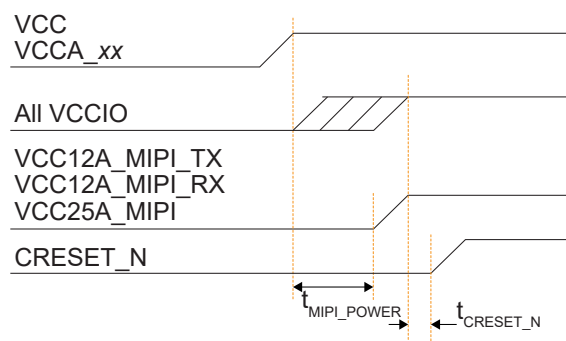 VCC
VCCA_xx
All VCCIO
VCC12A_MIPI_TX
VCC12A_MIPI_RX
VCC25A_MIPI
CRESET_N
tMIPI_POWER
tCRESET_N